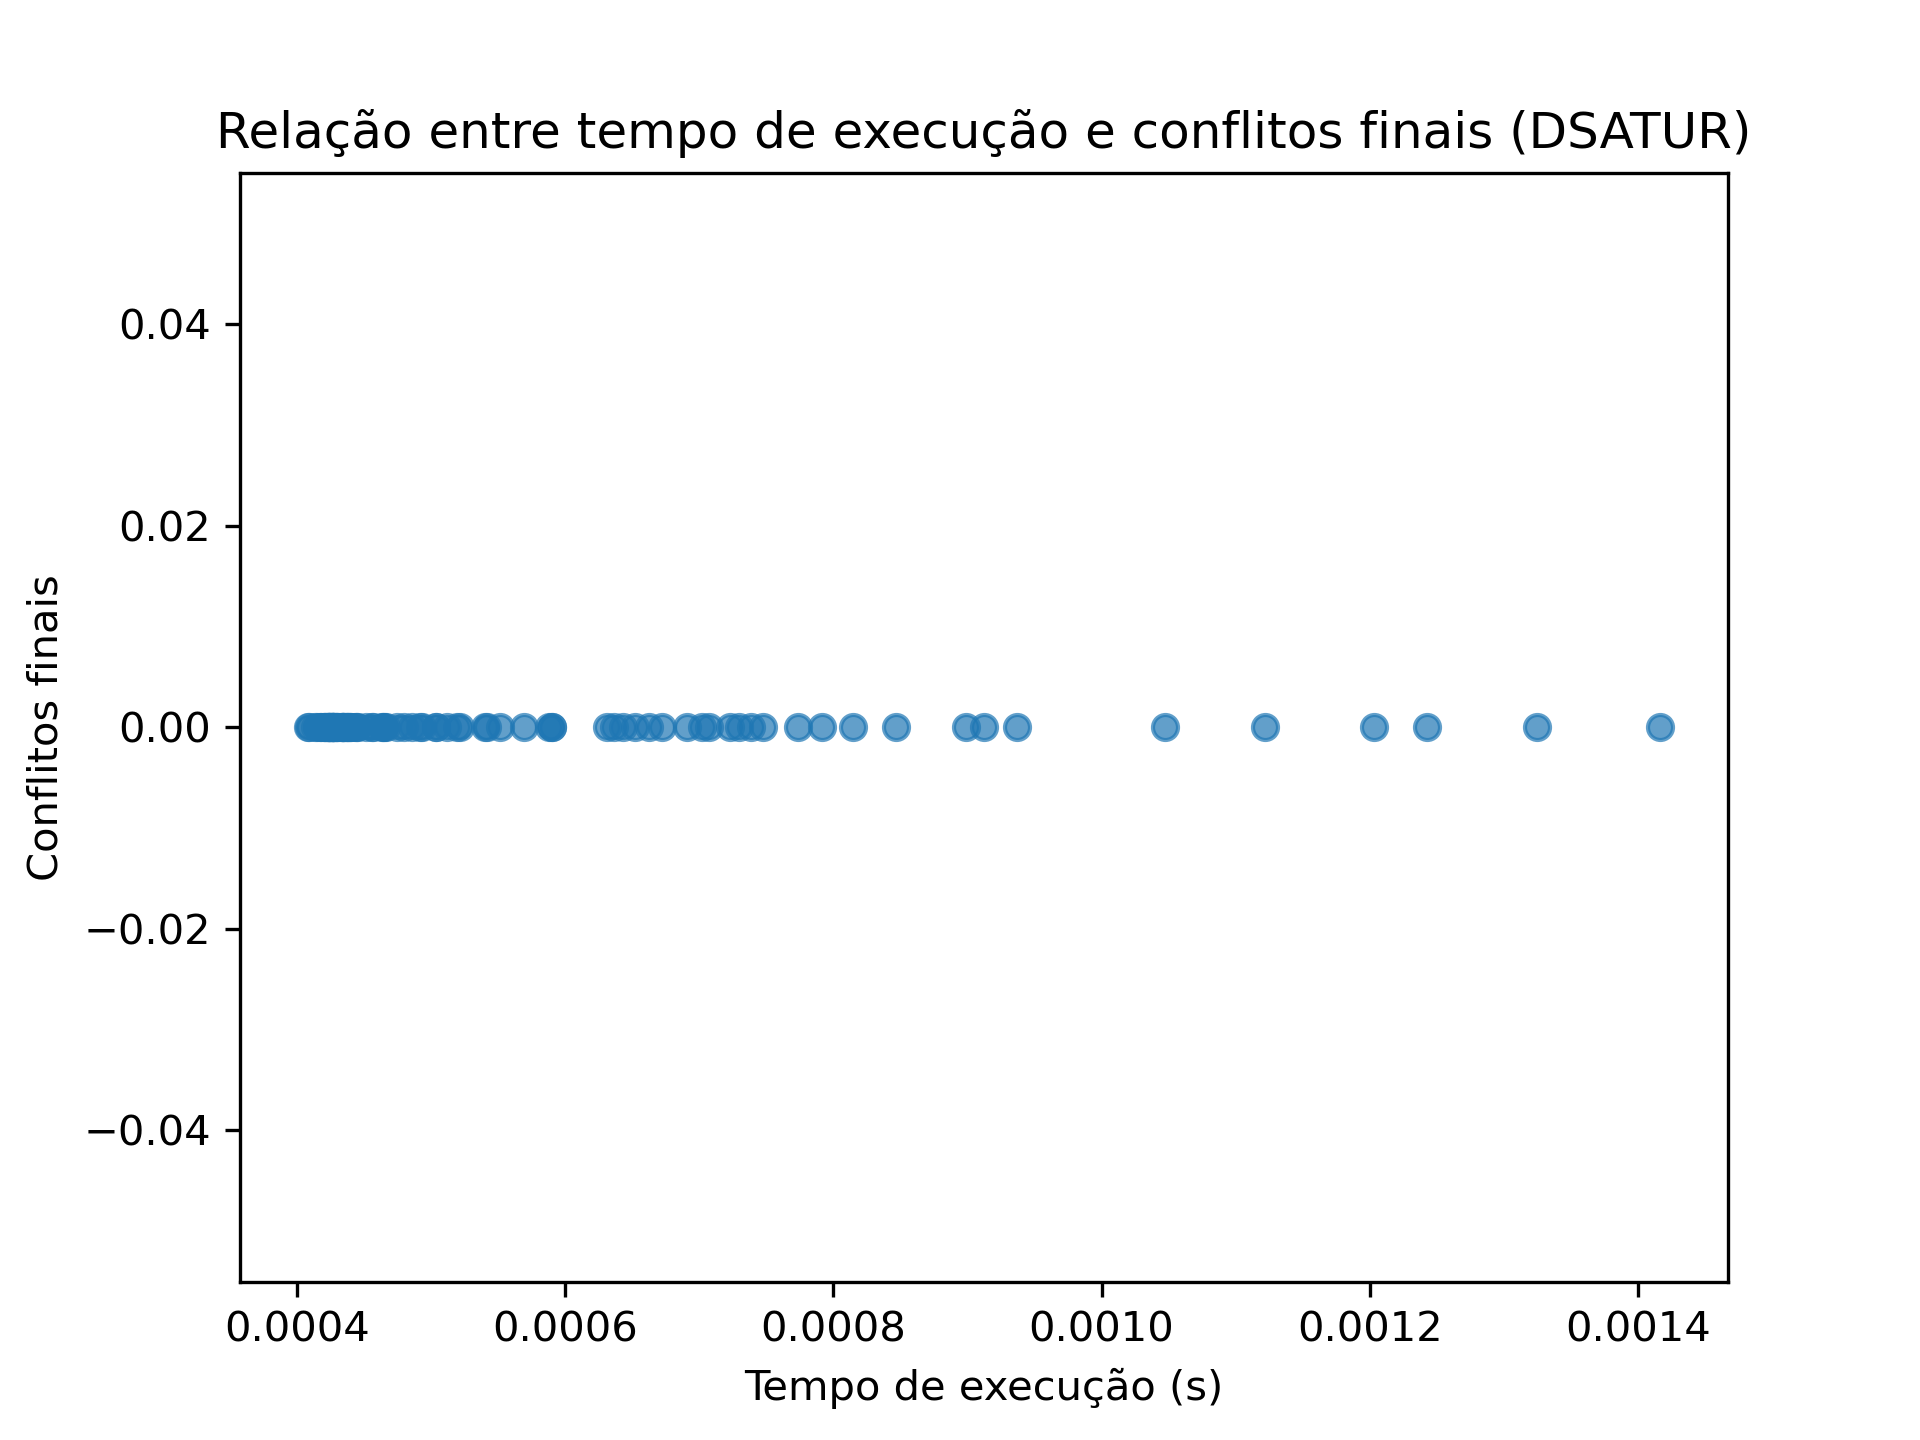 Relação entre tempo de execução e conflitos finais (DSATUR)
0.04
0.02
0.00
−0.02
−0.04
Conflitos finais
0.0004 0.0006 0.0008 0.0010 0.0012 0.0014
Tempo de execução (s)